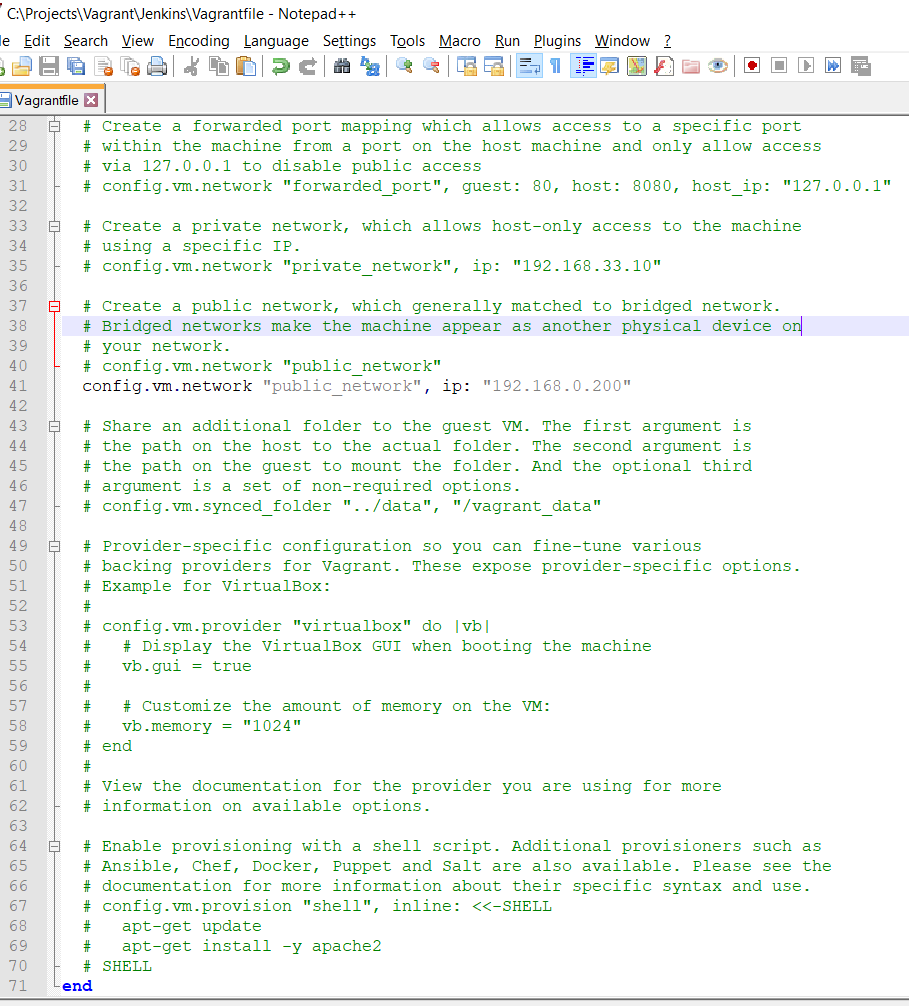 C:\Projects\Vagrant\Jenkins\Vagrantfile - Notepad++
le Edit Search View Encoding Language Settings Tools Macro Run Plugins Window ?
Vagrantfile
28 # Create a forwarded port mapping which allows access to a specific port
29 # within the machine from a port on the host machine and only allow access
30 # via 127.0.0.1 to disable public access
31 # config.vm.network "forwarded_port", guest: 80, host: 8080, host_ip: "127.0.0.1"
32
33 # Create a private network, which allows host-only access to the machine
34 # using a specific IP.
35 # config.vm.network "private_network", ip: "192.168.33.10"
36
37 # Create a public network, which generally matched to bridged network.
38 # Bridged networks make the machine appear as another physical device on
39 # your network.
40 # config.vm.network "public_network"
41 config.vm.network "public_network", ip: "192.168.0.200"
42
43 # Share an additional folder to the guest VM. The first argument is
44 # the path on the host to the actual folder. The second argument is
45 # the path on the guest to mount the folder. And the optional third
46 # argument is a set of non-required options.
47 # config.vm.synced_folder "../data", "/vagrant_data"
48
49 # Provider-specific configuration so you can fine-tune various
50 # backing providers for Vagrant. These expose provider-specific options.
51 # Example for VirtualBox:
52 #
53 # config.vm.provider "virtualbox" do |vb|
54 #   # Display the VirtualBox GUI when booting the machine
55 #   vb.gui = true
56 #
57 #   # Customize the amount of memory on the VM:
58 #   vb.memory = "1024"
59 # end
60 #
61 # View the documentation for the provider you are using for more
62 # information on available options.
63
64 # Enable provisioning with a shell script. Additional provisioners such as
65 # Ansible, Chef, Docker, Puppet and Salt are also available. Please see the
66 # documentation for more information about their specific syntax and use.
67 # config.vm.provision "shell", inline: <<-SHELL
68 #   apt-get update
69 #   apt-get install -y apache2
70 # SHELL
71 end